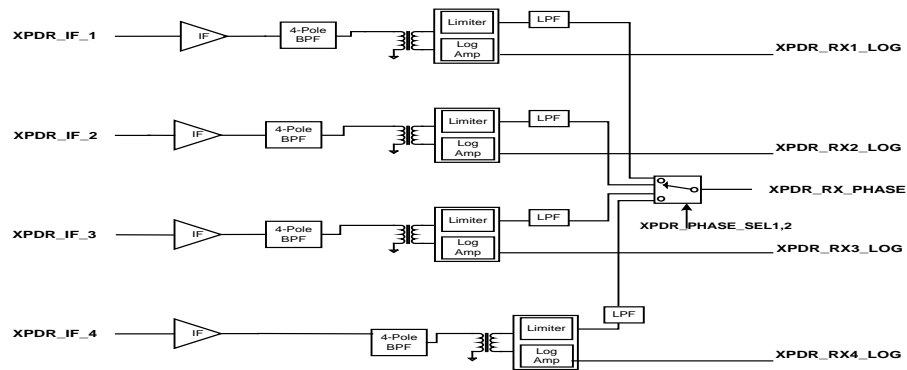 XPDR_IF_1
IF
4-Pole
BPF
Limiter
Log
Amp
LPF
XPDR_RX1_LOG
XPDR_IF_2
IF
4-Pole
BPF
Limiter
Log
Amp
LPF
XPDR_RX2_LOG
XPDR_RX_PHASE
XPDR_PHASE_SEL1,2
XPDR_IF_3
IF
4-Pole
BPF
Limiter
Log
Amp
LPF
XPDR_RX3_LOG
XPDR_IF_4
IF
4-Pole
BPF
Limiter
Log
Amp
LPF
XPDR_RX4_LOG